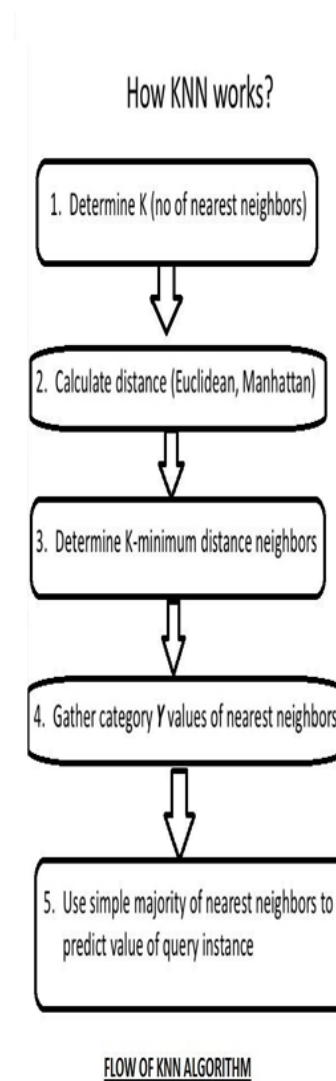 How KNN works?
1. Determine K (no of nearest neighbors)
2. Calculate distance (Euclidean, Manhattan)
3. Determine K-minimum distance neighbors
4. Gather category Y values of nearest neighbors
5. Use simple majority of nearest neighbors to
predict value of query instance
FLOW OF KNN ALGORITHM